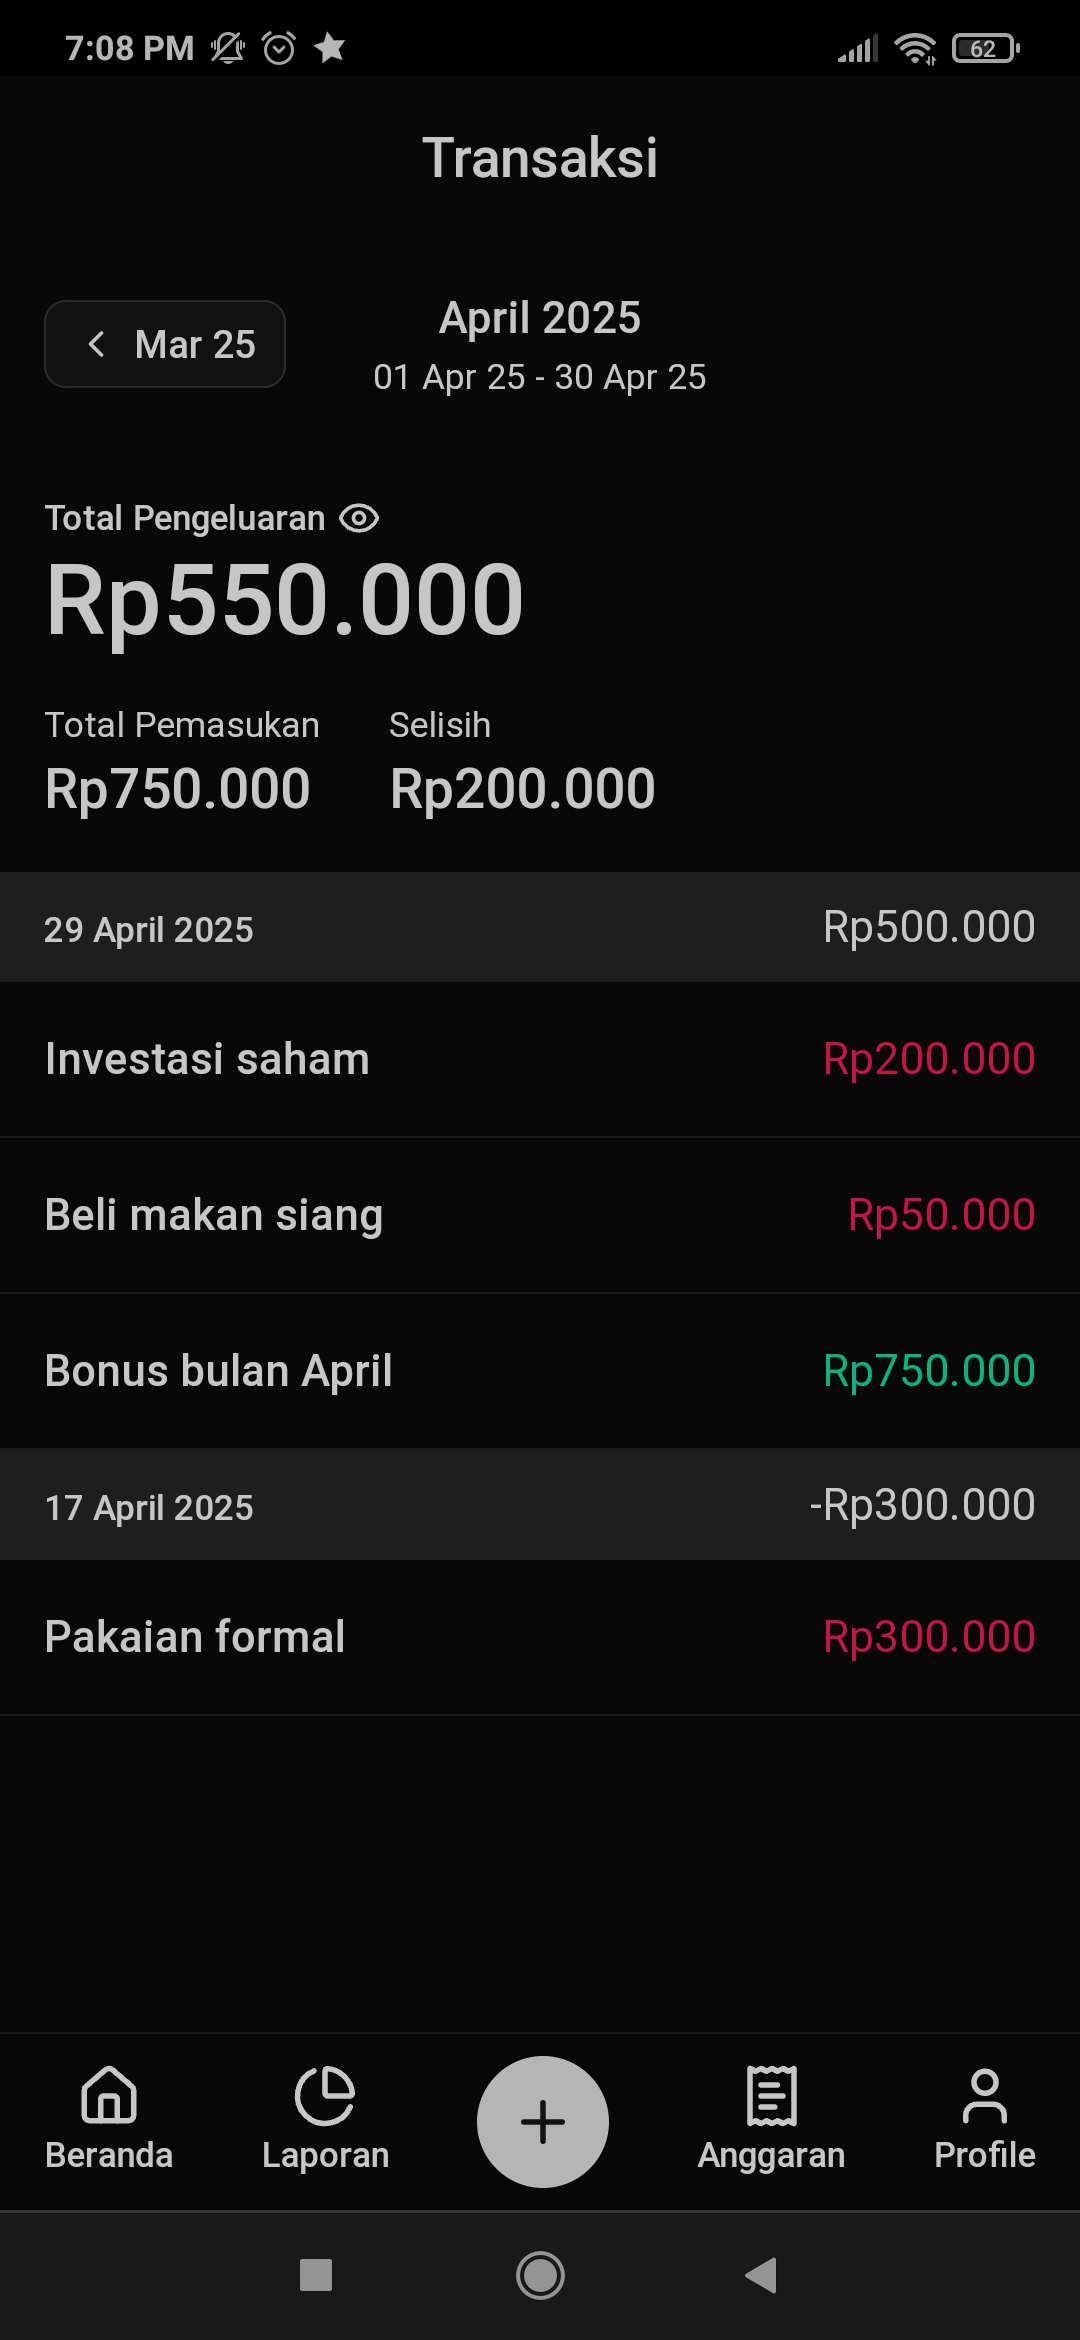 7:08 PM
62
Transaksi
Mar 25
April 2025
01 Apr 25 - 30 Apr 25
Total Pengeluaran
Rp550.000
Total Pemasukan Selisih
Rp750.000 Rp200.000
29 April 2025 Rp500.000
Investasi saham Rp200.000
Beli makan siang Rp50.000
Bonus bulan April Rp750.000
17 April 2025 -Rp300.000
Pakaian formal Rp300.000
Beranda Laporan Anggaran Profile